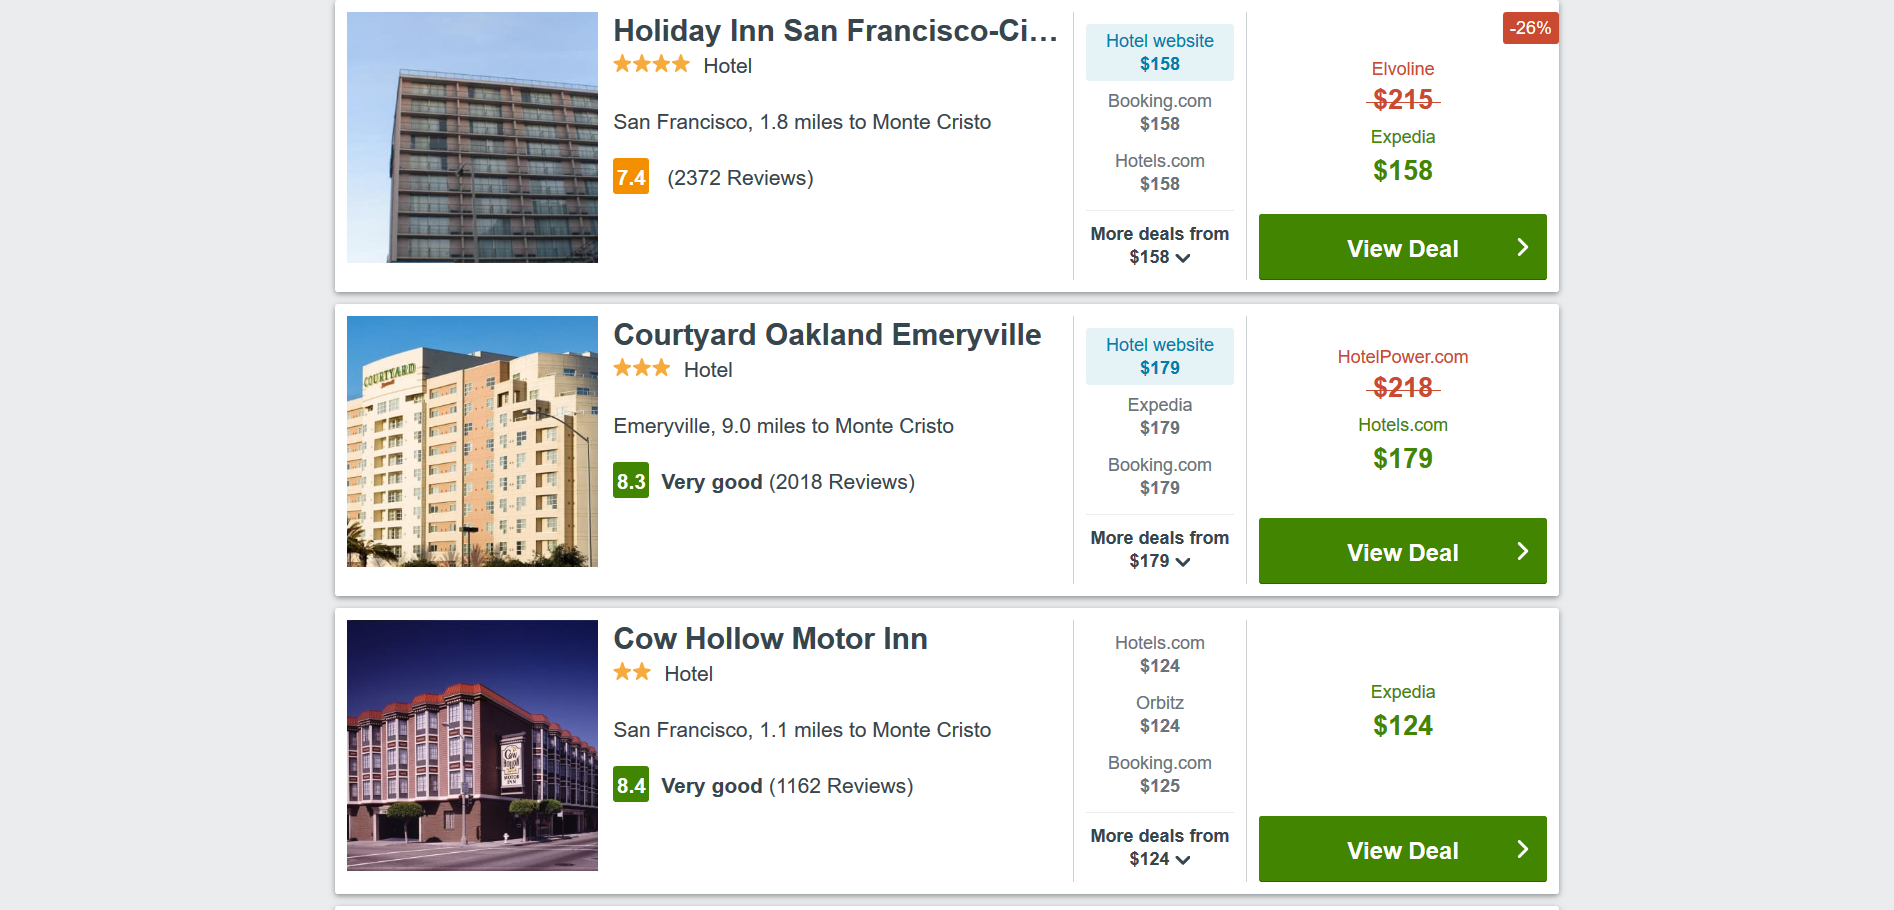 Holiday Inn San Francisco-Ci...
Hotel
San Francisco, 1.8 miles to Monte Cristo
7.4 (2372 Reviews)
Hotel website
$158
Booking.com
$158
Hotels.com
$158
More deals from
$158
-26%
Elvoline
$215
Expedia
$158
View Deal
COURTYARD
Courtyard Oakland Emeryville
Hotel
Emeryville, 9.0 miles to Monte Cristo
8.3 Very good (2018 Reviews)
Hotel website
$179
Expedia
$179
Booking.com
$179
More deals from
$179
HotelPower.com
$218
Hotels.com
$179
View Deal
Cow
Hollow
MOTOR
INN
Cow Hollow Motor Inn
Hotel
San Francisco, 1.1 miles to Monte Cristo
8.4 Very good (1162 Reviews)
Hotels.com
$124
Orbitz
$124
Booking.com
$125
More deals from
$124
Expedia
$124
View Deal